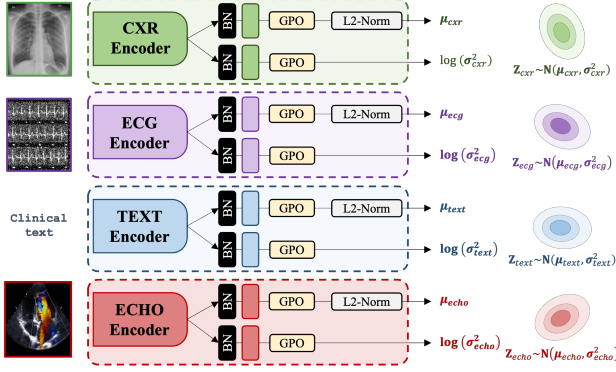 CXR
Encoder
BN
GPO
L2-Norm
μcxr
BN
GPO
log (σ²cxr)
Zcxr~N(μcxr, σ²cxr)
ECG
Encoder
BN
GPO
L2-Norm
μecg
BN
GPO
log (σ²ecg)
Zecg~N(μecg, σ²ecg)
Clinical
text
TEXT
Encoder
BN
GPO
L2-Norm
μtext
BN
GPO
log (σ²text)
Ztext~N(μtext, σ²text)
ECHO
Encoder
BN
GPO
L2-Norm
μecho
BN
GPO
log (σ²echo)
Zecho~N(μecho, σ²echo)